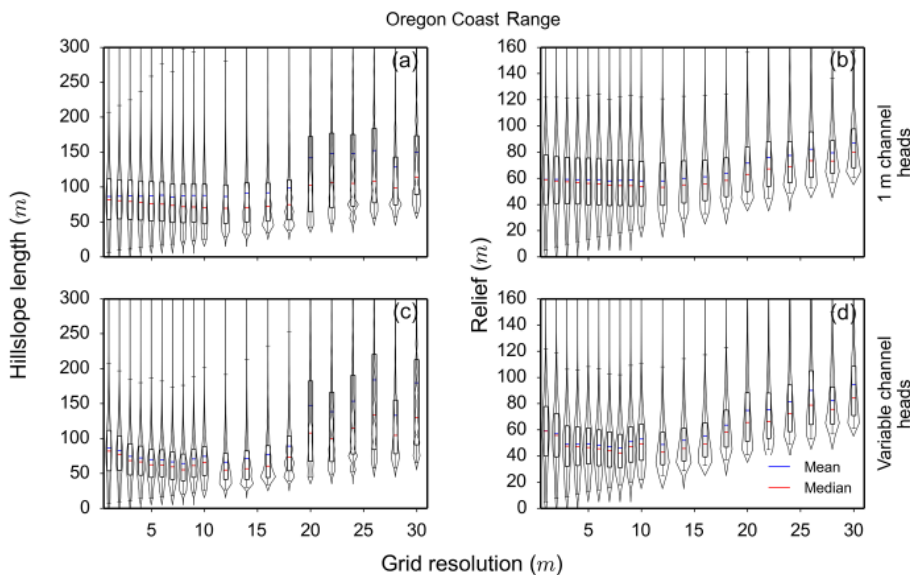 Oregon Coast Range
300
250
200
150
100
50
0
(a)
160
140
120
100
80
60
40
20
0
(b)
1 m channel
heads
Hillslope length (m)
Relief (m)
300
250
200
150
100
50
0
(c)
5 10 15 20 25 30
160
140
120
100
80
60
40
20
0
(d)
Mean
Median
5 10 15 20 25 30
Variable channel
heads
Grid resolution (m)